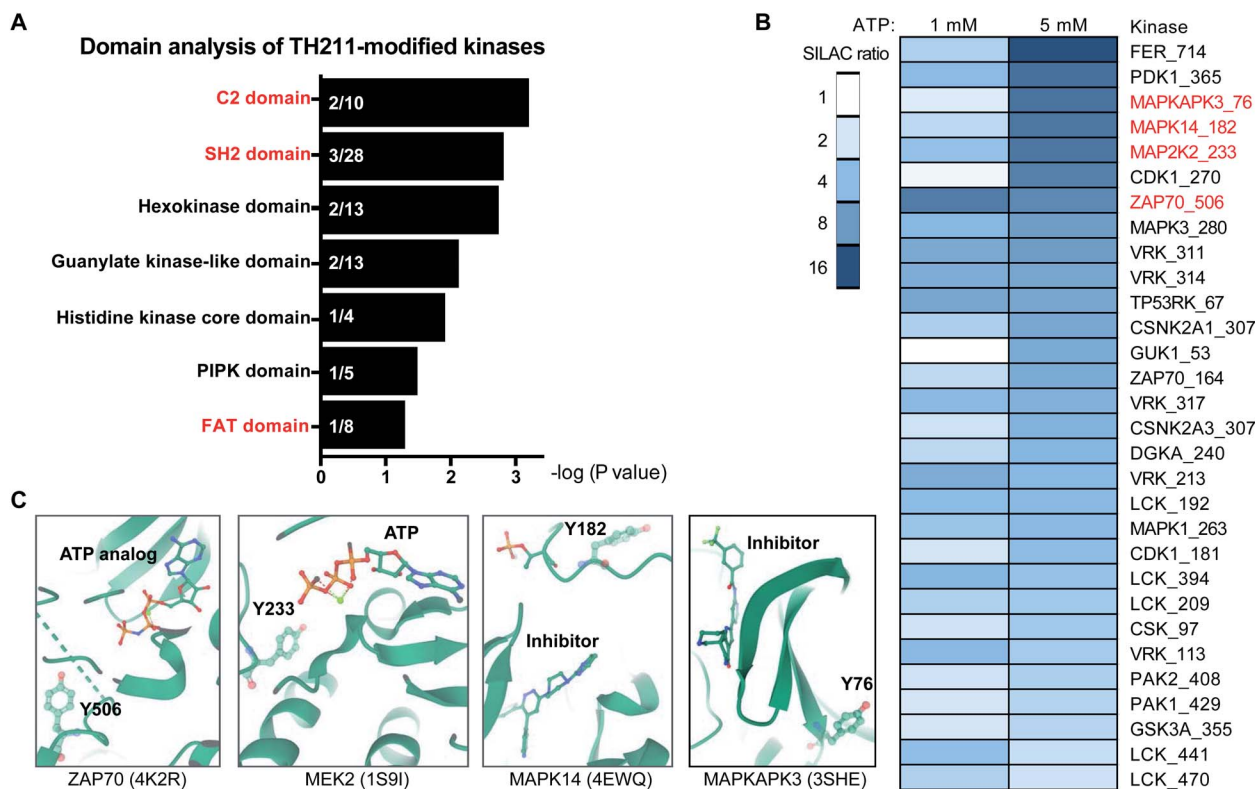 A
Domain analysis of TH211-modified kinases
C2 domain
2/10
SH2 domain
3/28
Hexokinase domain
2/13
Guanylate kinase-like domain
2/13
Histidine kinase core domain
1/4
PIPK domain
1/5
FAT domain
1/8
0 1 2 3 -log (P value)
B
ATP: 1 mM 5 mM Kinase
SILAC ratio
1
2
4
8
16
FER_714
PDK1_365
MAPKAPK3_76
MAPK14_182
MAP2K2_233
CDK1_270
ZAP70_506
MAPK3_280
VRK_311
VRK_314
TP53RK_67
CSNK2A1_307
GUK1_53
ZAP70_164
VRK_317
CSNK2A3_307
DGKA_240
VRK_213
LCK_192
MAPK1_263
CDK1_181
LCK_394
LCK_209
CSK_97
VRK_113
PAK2_408
PAK1_429
GSK3A_355
LCK_441
LCK_470
C
ATP analog
Y506
ZAP70 (4K2R)
ATP
Y233
MEK2 (1S9I)
Y182
Inhibitor
MAPK14 (4EWQ)
Inhibitor
Y76
MAPKAPK3 (3SHE)